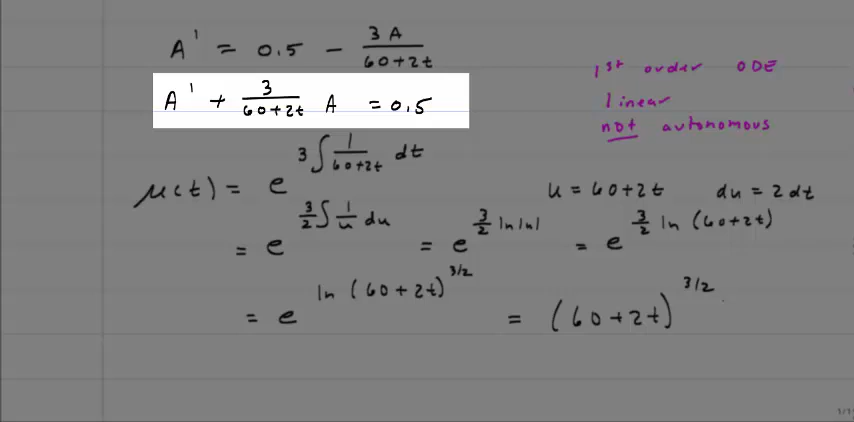 A' = 0.5 - 3A/(60+2t)
1st order ODE
A' + 3/(60+2t) A = 0.5
linear
not autonomous
μ(t) = e^(3∫ 1/(60+2t) dt)
u = 60+2t du = 2 dt
= e^(3/2 ∫ 1/u du) = e^(3/2 ln|u|) = e^(3/2 ln (60+2t))
= e^(ln (60+2t)^(3/2)) = (60+2t)^(3/2)